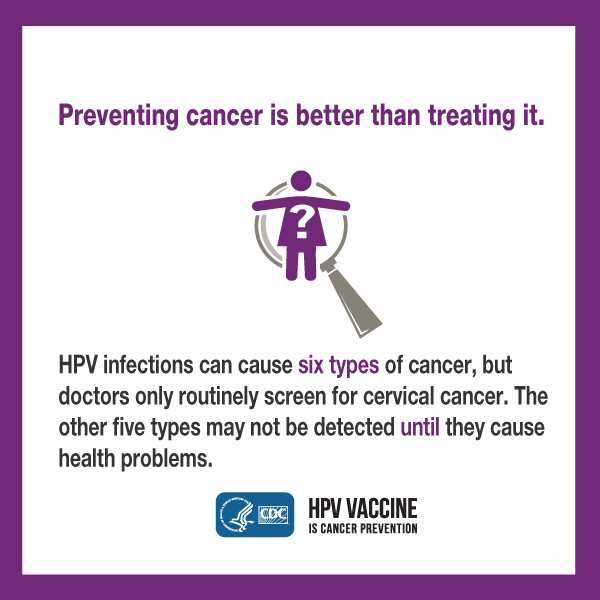 Preventing cancer is better than treating it.
?
HPV infections can cause six types of cancer, but
doctors only routinely screen for cervical cancer. The
other five types may not be detected until they cause
health problems.
CDC
HPV VACCINE
IS CANCER PREVENTION